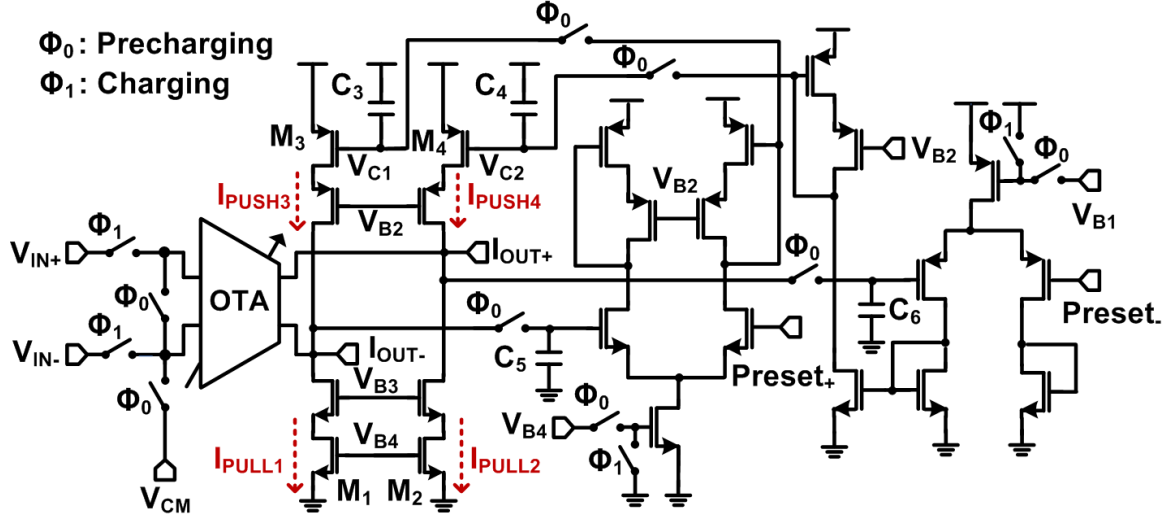 Φ0: Precharging
Φ1: Charging
Φ0
Φ0
C3
C4
M3
M4
VC1
VC2
VB2
Φ1
Φ0
VB1
IPUSH3
IPUSH4
VB2
VB2
VIN+
Φ1
OTA
IOUT+
Φ0
Φ0
VIN-
Φ1
IOUT-
Φ0
C5
C6
Preset-
Preset+
Φ0
VB3
VB4
VB4
Φ0
Φ1
IPULL1
IPULL2
M1
M2
VCM